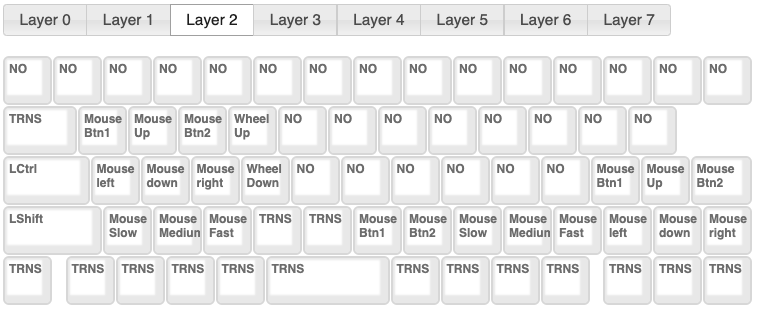 Layer 0 Layer 1 Layer 2 Layer 3 Layer 4 Layer 5 Layer 6 Layer 7
NO NO NO NO NO NO NO NO NO NO NO NO NO NO NO
TRNS Mouse Mouse Mouse Wheel NO NO NO NO NO NO NO NO
Btn1 Up Btn2 Up
LCtrl Mouse Mouse Mouse Wheel NO NO NO NO NO NO Mouse Mouse Mouse
left down right Down Btn1 Up Btn2
LShift Mouse Mouse Mouse TRNS TRNS Mouse Mouse Mouse Mouse Mouse Mouse Mouse Mouse
Slow Medium Fast Btn1 Btn2 Slow Medium Fast left down right
TRNS TRNS TRNS TRNS TRNS TRNS TRNS TRNS TRNS TRNS TRNS TRNS TRNS